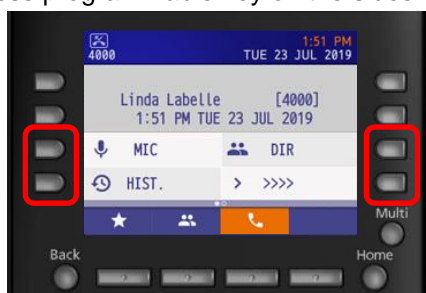 1:51 PM
4000 TUE 23 JUL 2019
Linda Labelle [4000]
1:51 PM TUE 23 JUL 2019
MIC DIR
HIST. > >>>>
Multi
Back Home